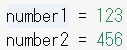 number1 = 123
number2 = 456